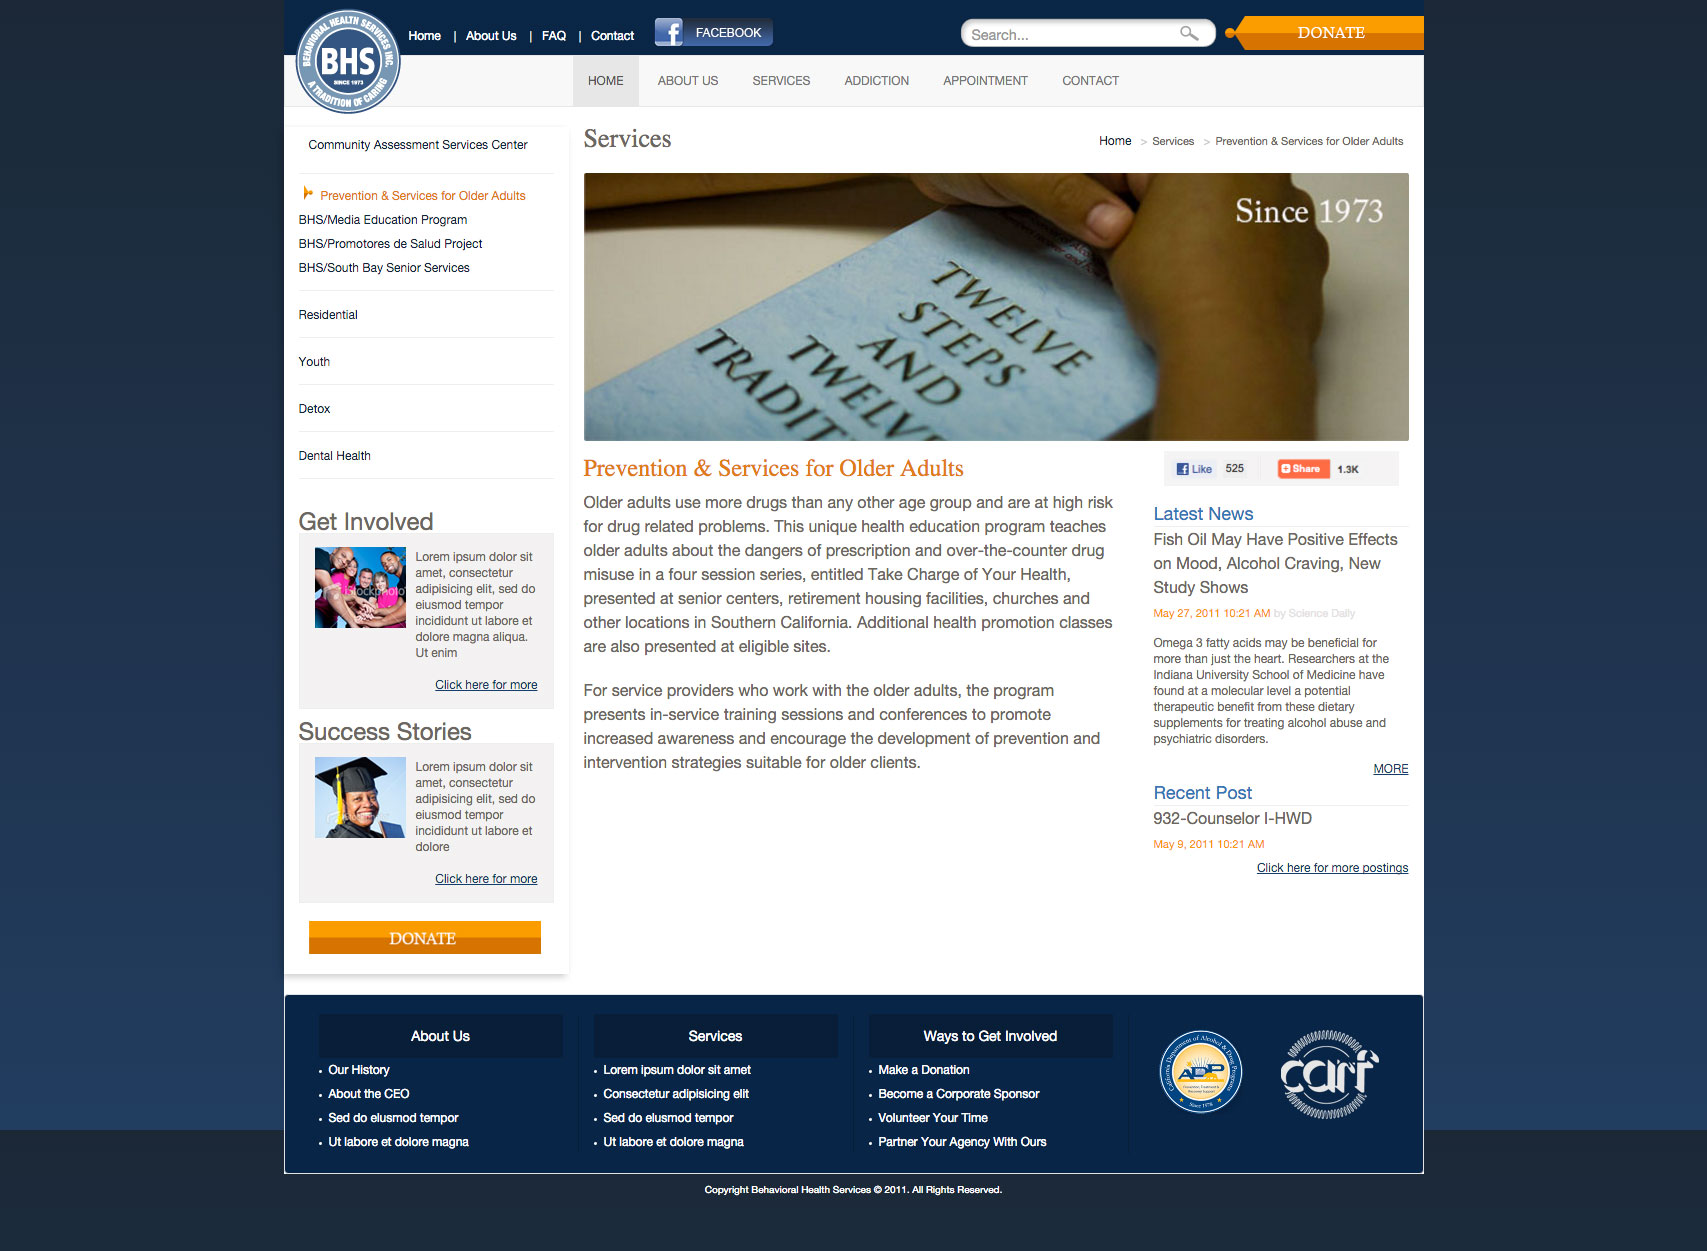 BEHAVIORAL HEALTH SERVICES INC.
BHS
SINCE 1973
A TRADITION OF CARING
Home | About Us | FAQ | Contact
FACEBOOK
Search...
DONATE
HOME ABOUT US SERVICES ADDICTION APPOINTMENT CONTACT
Community Assessment Services Center
Prevention & Services for Older Adults
BHS/Media Education Program
BHS/Promotores de Salud Project
BHS/South Bay Senior Services
Residential
Youth
Detox
Dental Health
Get Involved
Lorem ipsum dolor sit
amet, consectetur
adipisicing elit, sed do
eiusmod tempor
incididunt ut labore et
dolore magna aliqua.
Ut enim
Click here for more
Success Stories
Lorem ipsum dolor sit
amet, consectetur
adipisicing elit, sed do
eiusmod tempor
incididunt ut labore et
dolore
Click here for more
DONATE
Services
Home > Services > Prevention & Services for Older Adults
Since 1973
TWELVE
STEPS
AND
TWELVE
TRADIT
Prevention & Services for Older Adults
Older adults use more drugs than any other age group and are at high risk
for drug related problems. This unique health education program teaches
older adults about the dangers of prescription and over-the-counter drug
misuse in a four session series, entitled Take Charge of Your Health,
presented at senior centers, retirement housing facilities, churches and
other locations in Southern California. Additional health promotion classes
are also presented at eligible sites.
For service providers who work with the older adults, the program
presents in-service training sessions and conferences to promote
increased awareness and encourage the development of prevention and
intervention strategies suitable for older clients.
Like 525 Share 1.3K
Latest News
Fish Oil May Have Positive Effects
on Mood, Alcohol Craving, New
Study Shows
May 27, 2011 10:21 AM by Science Daily
Omega 3 fatty acids may be beneficial for
more than just the heart. Researchers at the
Indiana University School of Medicine have
found at a molecular level a potential
therapeutic benefit from these dietary
supplements for treating alcohol abuse and
psychiatric disorders.
MORE
Recent Post
932-Counselor I-HWD
May 9, 2011 10:21 AM
Click here for more postings
About Us
Our History
About the CEO
Sed do eiusmod tempor
Ut labore et dolore magna
Services
Lorem ipsum dolor sit amet
Consectetur adipisicing elit
Sed do eiusmod tempor
Ut labore et dolore magna
Ways to Get Involved
Make a Donation
Become a Corporate Sponsor
Volunteer Your Time
Partner Your Agency With Ours
California Department of Alcohol & Drug Programs
ADP
Since 1978
carf
Copyright Behavioral Health Services © 2011. All Rights Reserved.